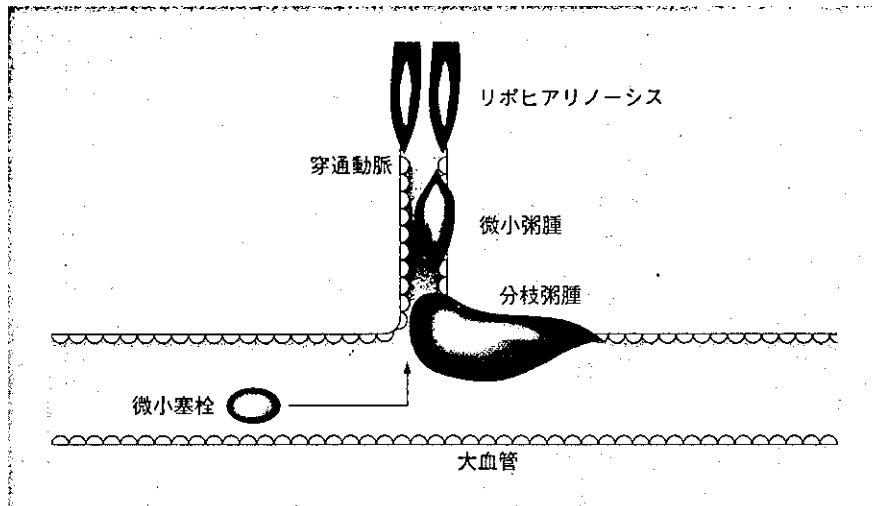 リポヒアリノーシス
穿通動脈
微小粥腫
分枝粥腫
微小塞栓
大血管